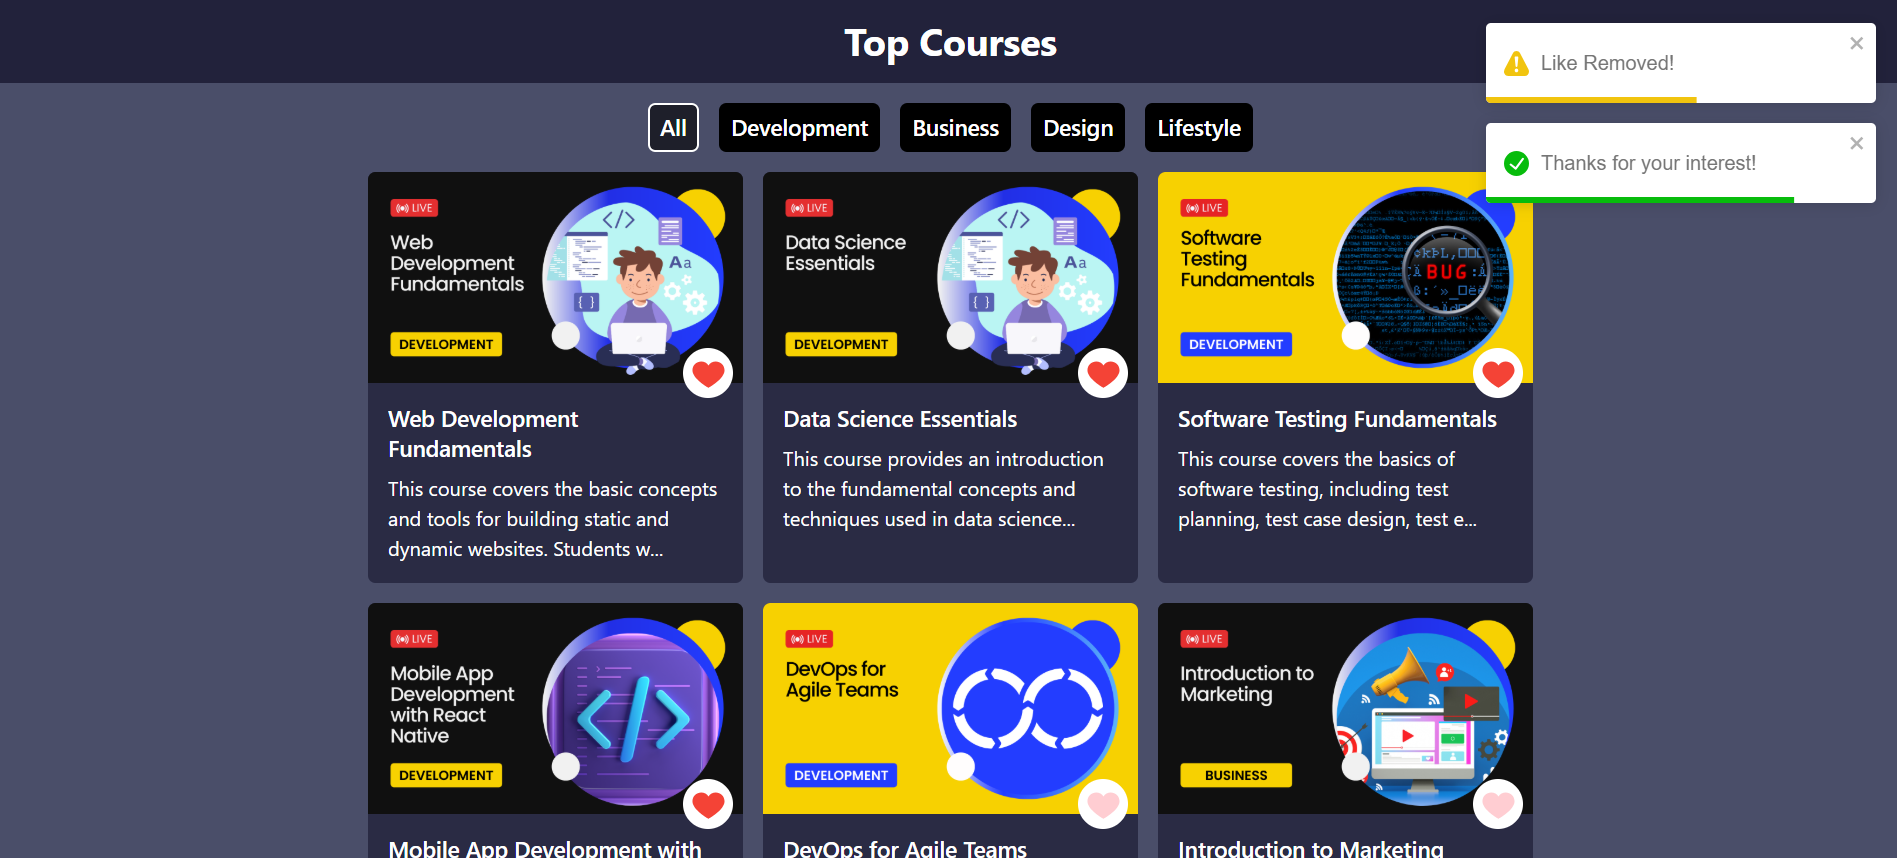 Top Courses
Like Removed!
Thanks for your interest!
All
Development
Business
Design
Lifestyle
LIVE
Web
Development
Fundamentals
</>
Aa
{ }
DEVELOPMENT
Web Development
Fundamentals
This course covers the basic concepts
and tools for building static and
dynamic websites. Students w...
LIVE
Data Science
Essentials
</>
Aa
{ }
DEVELOPMENT
Data Science Essentials
This course provides an introduction
to the fundamental concepts and
techniques used in data science...
LIVE
Software
Testing
Fundamentals
BUG
DEVELOPMENT
Software Testing Fundamentals
This course covers the basics of
software testing, including test
planning, test case design, test e...
LIVE
Mobile App
Development
with React
Native
</>
DEVELOPMENT
Mobile App Development with
LIVE
DevOps for
Agile Teams
DEVELOPMENT
DevOps for Agile Teams
LIVE
Introduction to
Marketing
BUSINESS
Introduction to Marketing